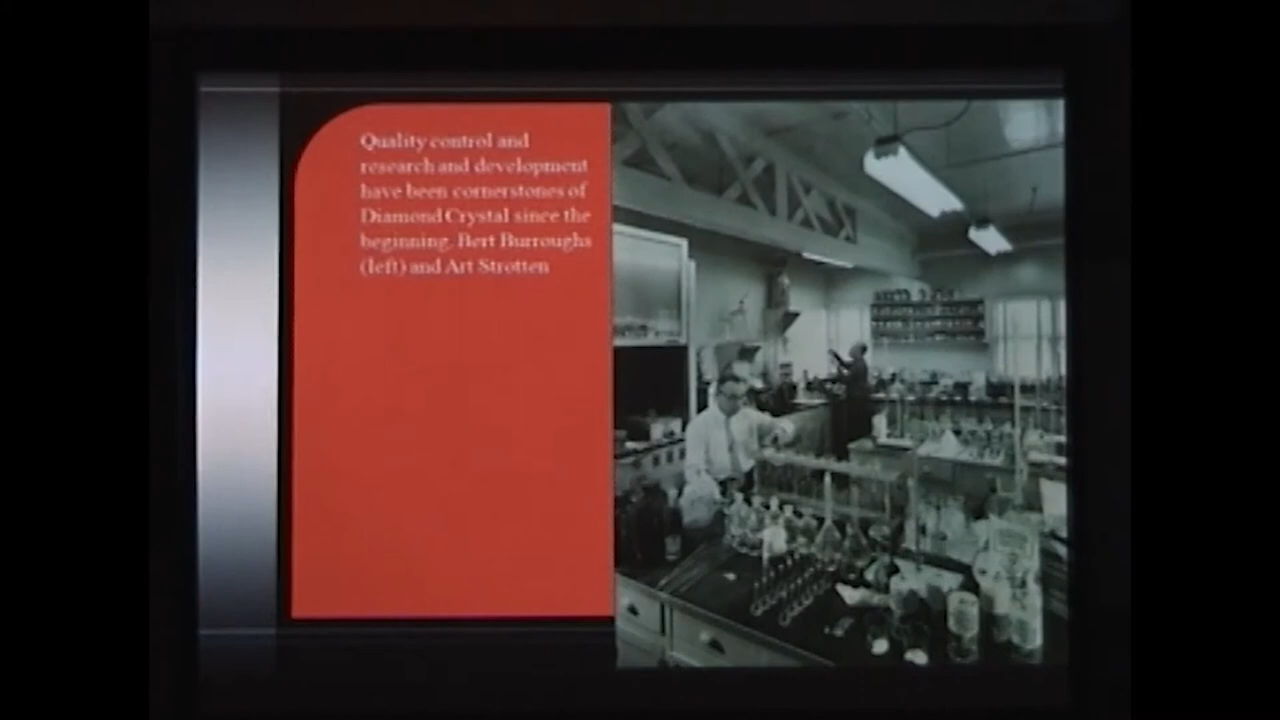 Quality control and
research and development
have been cornerstones of
Diamond Crystal since the
beginning. Bert Burroughs
(left) and Art Strotten